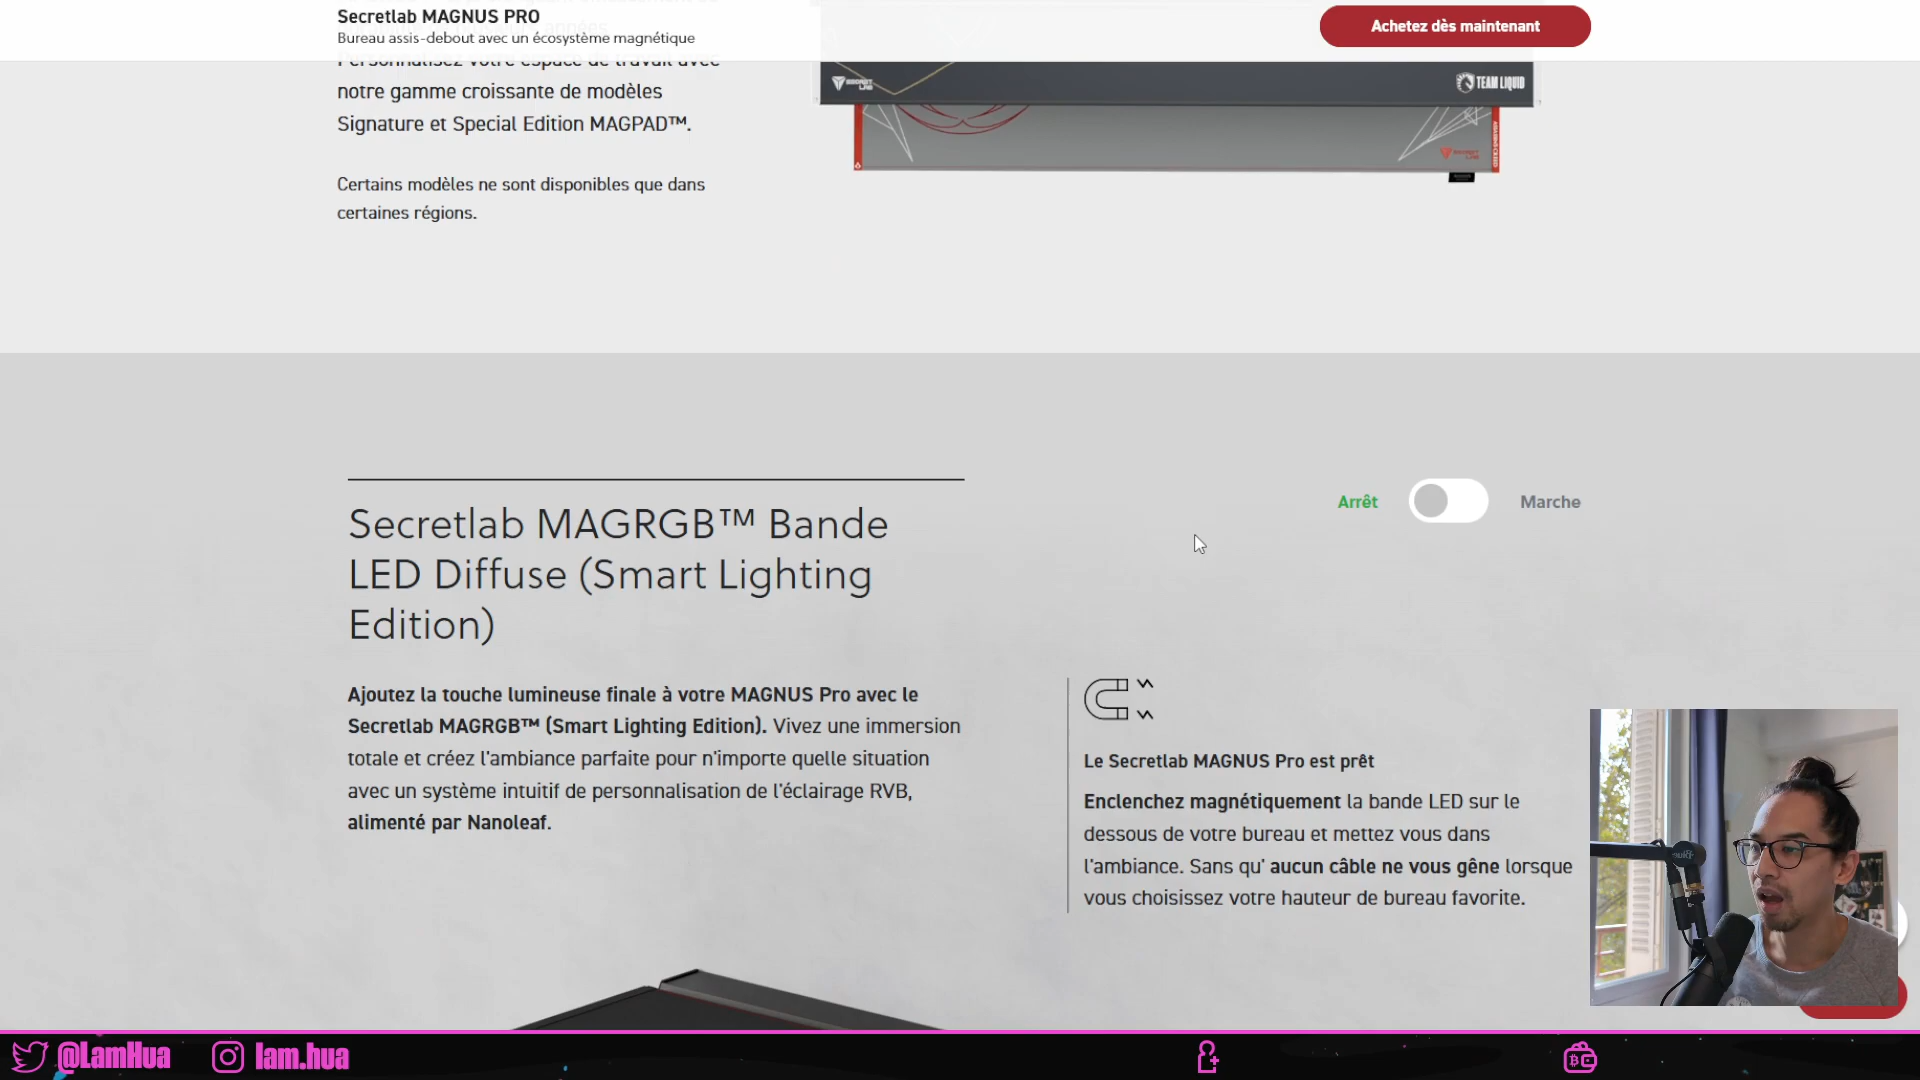 Secretlab MAGNUS PRO
Bureau assis-debout avec un écosystème magnétique
Achetez dès maintenant
Personnalisez votre espace de travail avec
notre gamme croissante de modèles
Signature et Special Edition MAGPAD™.
Certains modèles ne sont disponibles que dans
certaines régions.
SECRET LAB
TEAM LIQUID
SECRET LAB
Arrêt
Marche
Secretlab MAGRGB™ Bande
LED Diffuse (Smart Lighting
Edition)
Ajoutez la touche lumineuse finale à votre MAGNUS Pro avec le
Secretlab MAGRGB™ (Smart Lighting Edition). Vivez une immersion
totale et créez l'ambiance parfaite pour n'importe quelle situation
avec un système intuitif de personnalisation de l'éclairage RVB,
alimenté par Nanoleaf.
Le Secretlab MAGNUS Pro est prêt
Enclenchez magnétiquement la bande LED sur le
dessous de votre bureau et mettez vous dans
l'ambiance. Sans qu' aucun câble ne vous gêne lorsque
vous choisissez votre hauteur de bureau favorite.
@LamHua
lam.hua